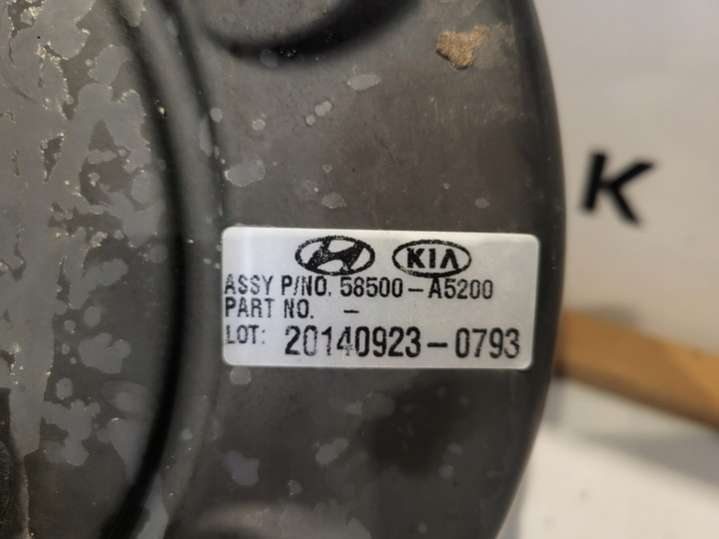 KIA
ASSY P/NO. 58500-A5200
PART NO. -
LOT: 20140923-0793
K